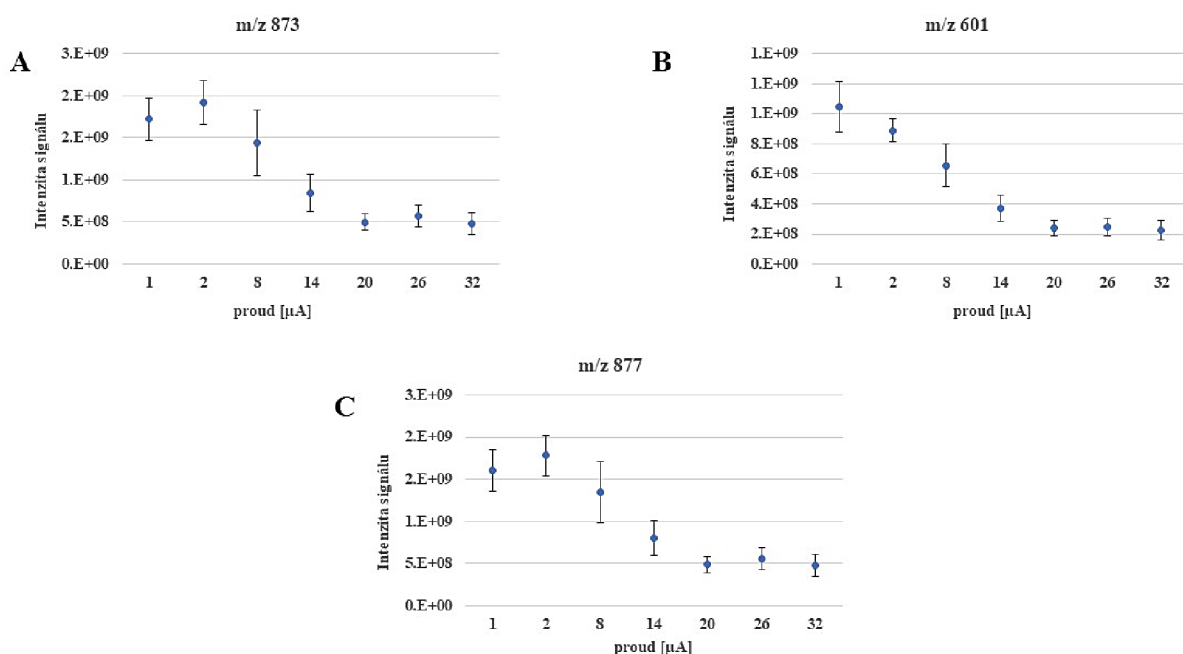 m/z 873
A
3.E+09
2.E+09
2.E+09
1.E+09
5.E+08
0.E+00
Intenzita signálu
1 2 8 14 20 26 32
proud [µA]
m/z 601
B
1.E+09
1.E+09
1.E+09
8.E+08
6.E+08
4.E+08
2.E+08
0.E+00
Intenzita signálu
1 2 8 14 20 26 32
proud [µA]
m/z 877
C
3.E+09
2.E+09
2.E+09
1.E+09
5.E+08
0.E+00
Intenzita signálu
1 2 8 14 20 26 32
proud [µA]